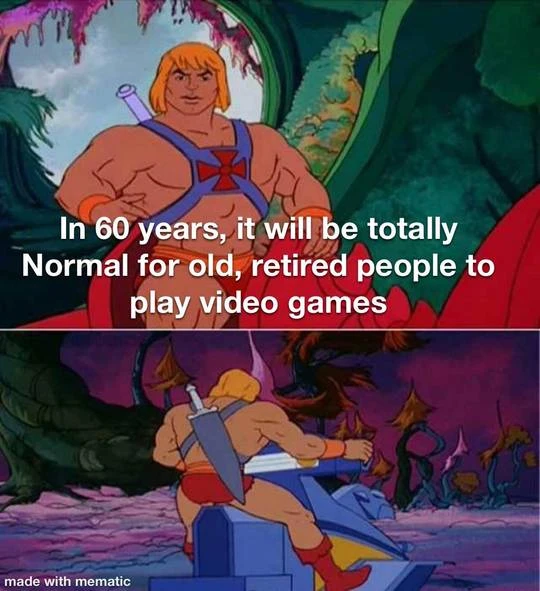 In 60 years, it will be totally
Normal for old, retired people to
play video games
made with mematic